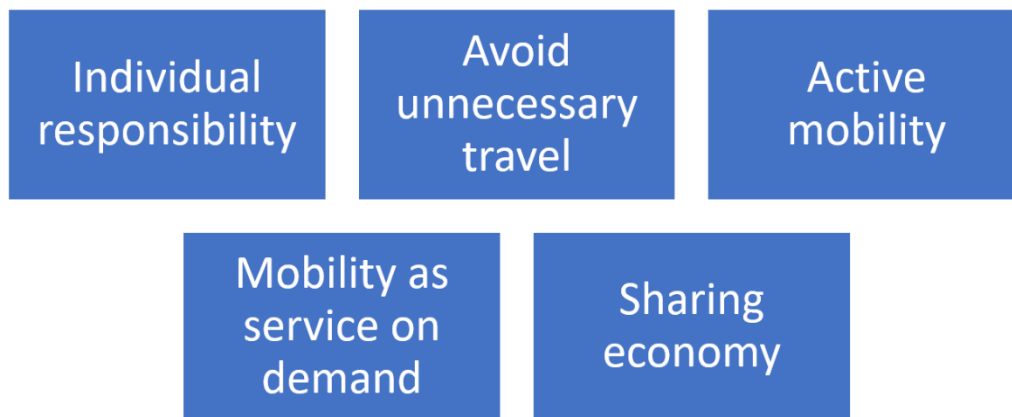 Individual
responsibility
Avoid
unnecessary
travel
Active
mobility
Mobility as
service on
demand
Sharing
economy